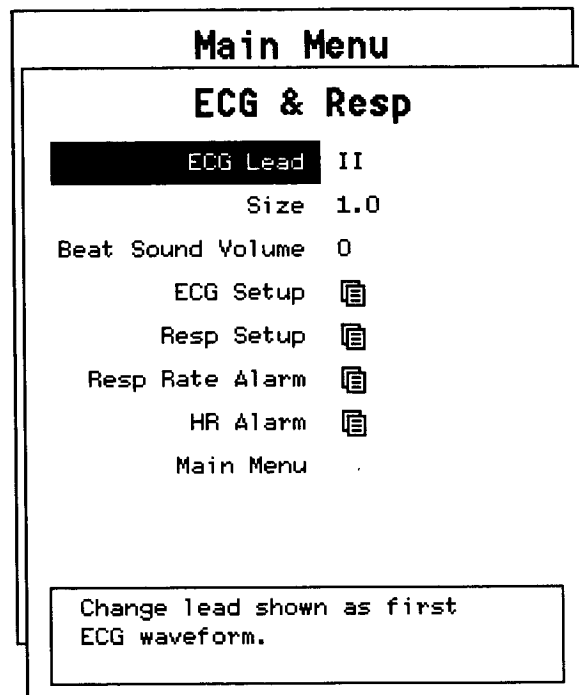 Main Menu
ECG & Resp
ECG Lead II
Size 1.0
Beat Sound Volume 0
ECG Setup
Resp Setup
Resp Rate Alarm
HR Alarm
Main Menu
Change lead shown as first
ECG waveform.